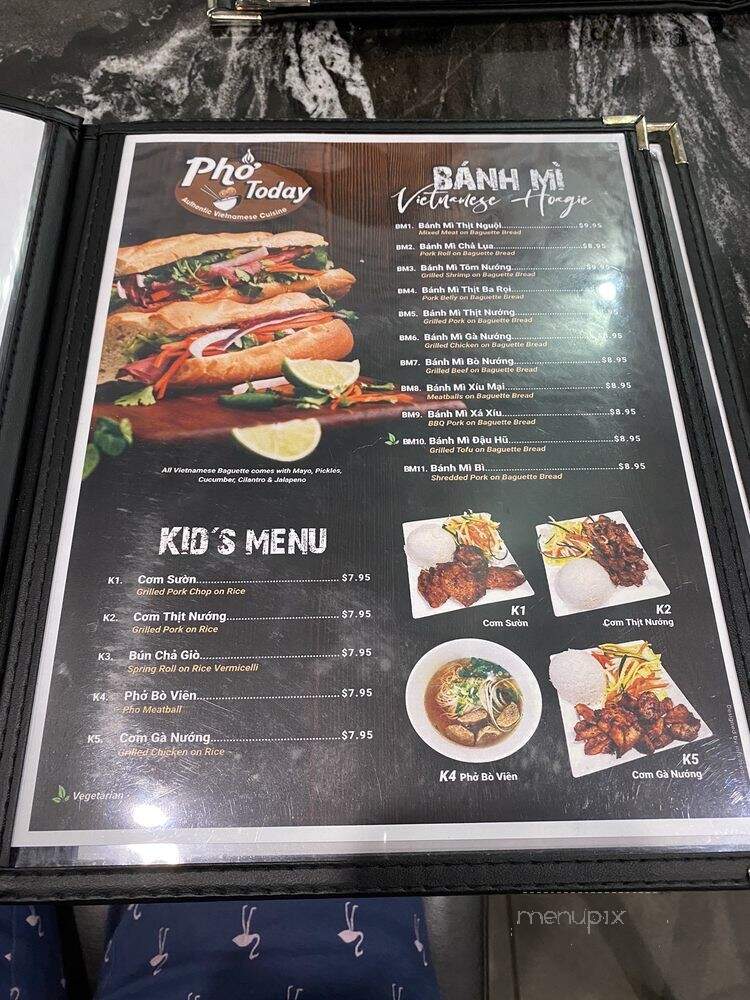 Phở Today
Authentic Vietnamese Cuisine
BÁNH MÌ
Vietnamese Hoagie
BM1. Bánh Mì Thịt Nguội $9.95
Mixed Meat on Baguette Bread
BM2. Bánh Mì Chả Lụa $8.95
Pork Roll on Baguette Bread
BM3. Bánh Mì Tôm Nướng $9.95
Grilled Shrimp on Baguette Bread
BM4. Bánh Mì Thịt Ba Rọi
Pork Belly on Baguette Bread
BM5. Bánh Mì Thịt Nướng
Grilled Pork on Baguette Bread
BM6. Bánh Mì Gà Nướng
Grilled Chicken on Baguette Bread
BM7. Bánh Mì Bò Nướng $8.95
Grilled Beef on Baguette Bread
BM8. Bánh Mì Xíu Mại $8.95
Meatballs on Baguette Bread
BM9. Bánh Mì Xá Xíu $8.95
BBQ Pork on Baguette Bread
BM10. Bánh Mì Đậu Hũ $8.95
Grilled Tofu on Baguette Bread
BM11. Bánh Mì Bì $8.95
Shredded Pork on Baguette Bread
All Vietnamese Baguette comes with Mayo, Pickles,
Cucumber, Cilantro & Jalapeno
KID'S MENU
K1. Cơm Sườn $7.95
Grilled Pork Chop on Rice
K2. Cơm Thịt Nướng $7.95
Grilled Pork on Rice
K3. Bún Chả Giò $7.95
Spring Roll on Rice Vermicelli
K4. Phở Bò Viên $7.95
Pho Meatball
K5. Cơm Gà Nướng $7.95
Grilled Chicken on Rice
Vegetarian
K1
Cơm Sườn
K2
Cơm Thịt Nướng
K4 Phở Bò Viên
K5
Cơm Gà Nướng
menupix